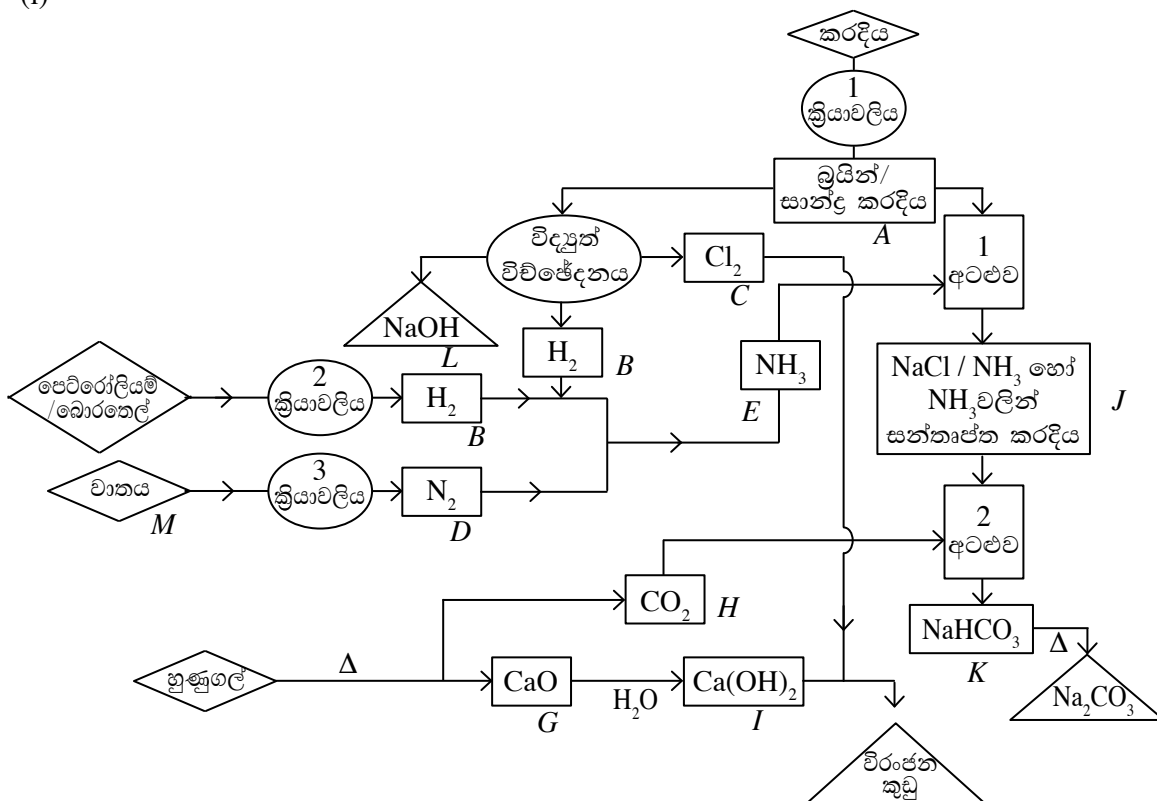 (I)
කරදිය
1
ක්‍රියාවලිය
බ්‍රයින්/
සාන්ද්‍ර කරදිය
A
විද්‍යුත්
විච්ඡේදනය
Cl₂
C
1
අටළුව
NaOH
L
H₂
B
NH₃
E
NaCl / NH₃ හෝ
NH₃වලින්
සන්තෘප්ත කරදිය
J
පෙට්රෝලියම්
/බොරතෙල්
2
ක්‍රියාවලිය
H₂
B
වාතය
M
3
ක්‍රියාවලිය
N₂
D
2
අටළුව
CO₂
H
NaHCO₃
K
Δ
Na₂CO₃
හුණුගල්
Δ
CaO
G
H₂O
Ca(OH)₂
I
විරංජන
කුඩු